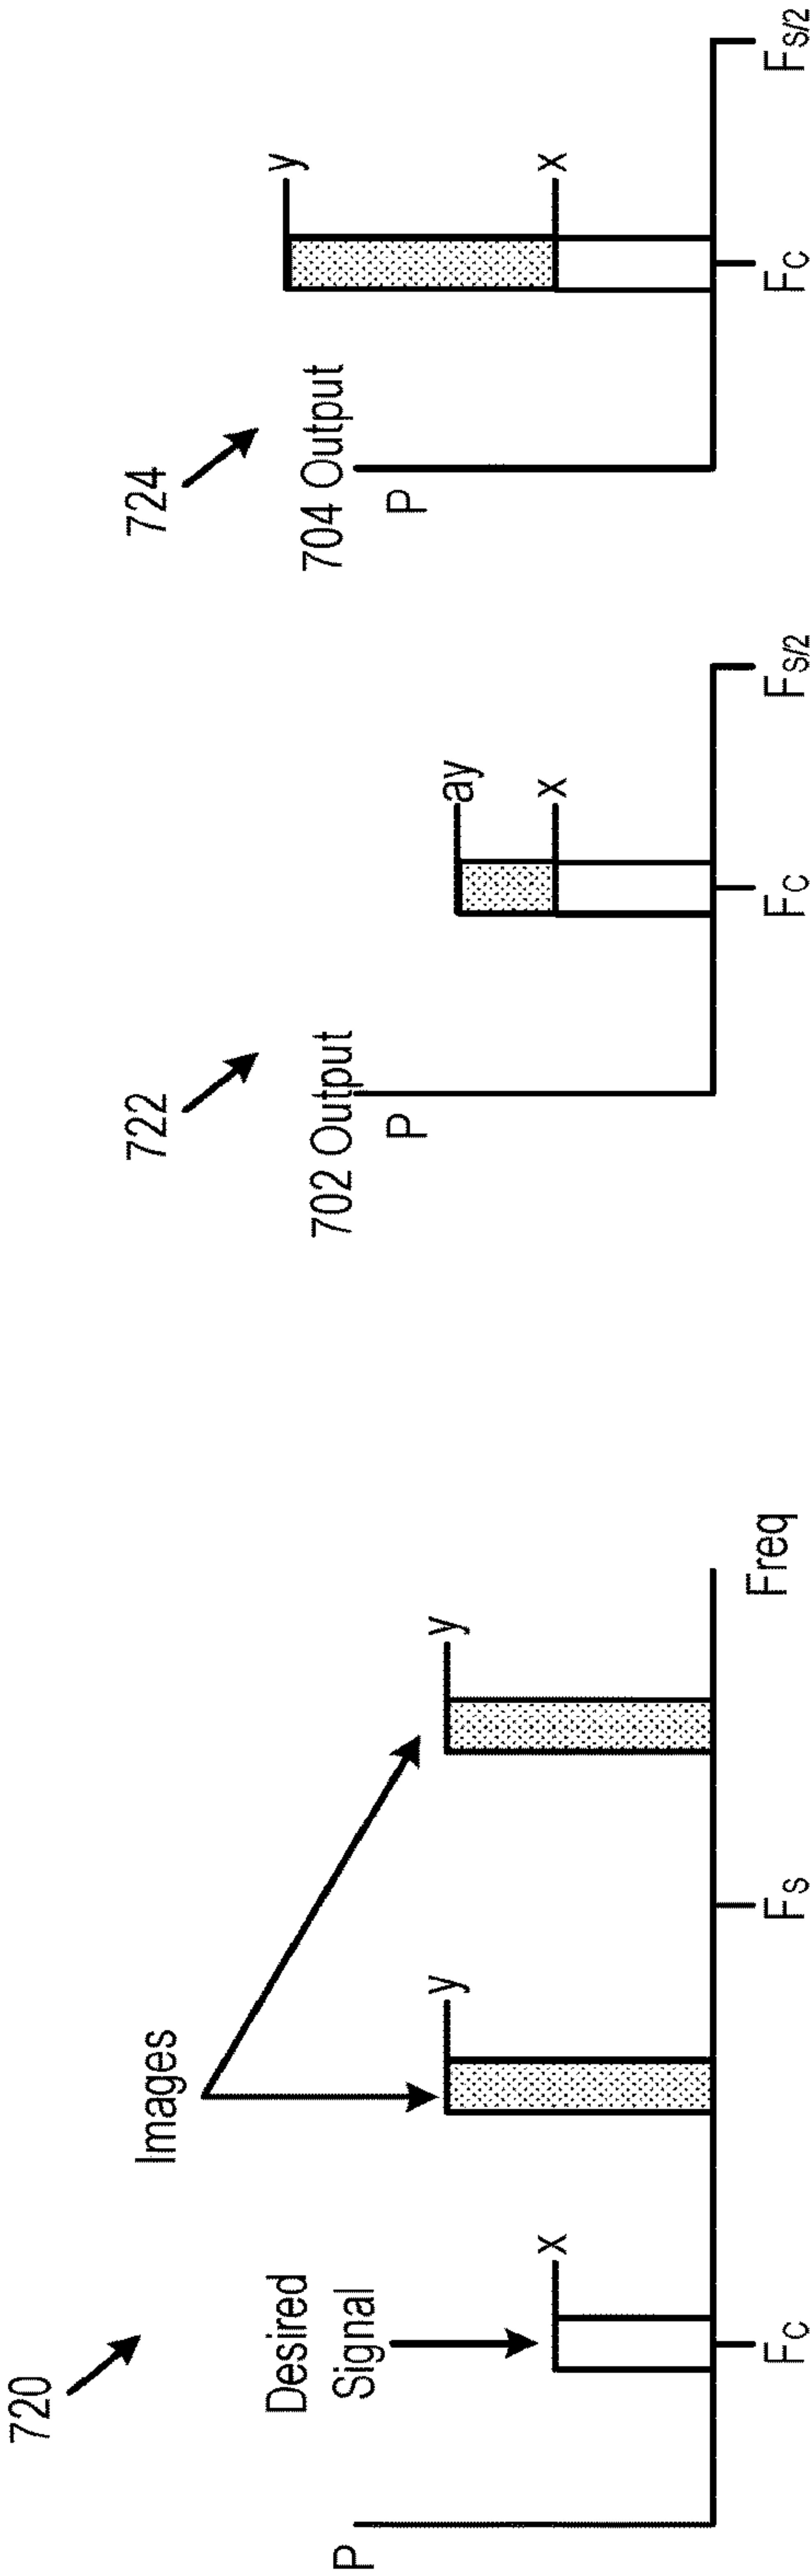 720
P
Desired
Signal
Images
x
y
y
FC
FS
Freq
722
702 Output
P
ay
x
FC
FS/2
724
704 Output
P
y
x
FC
FS/2